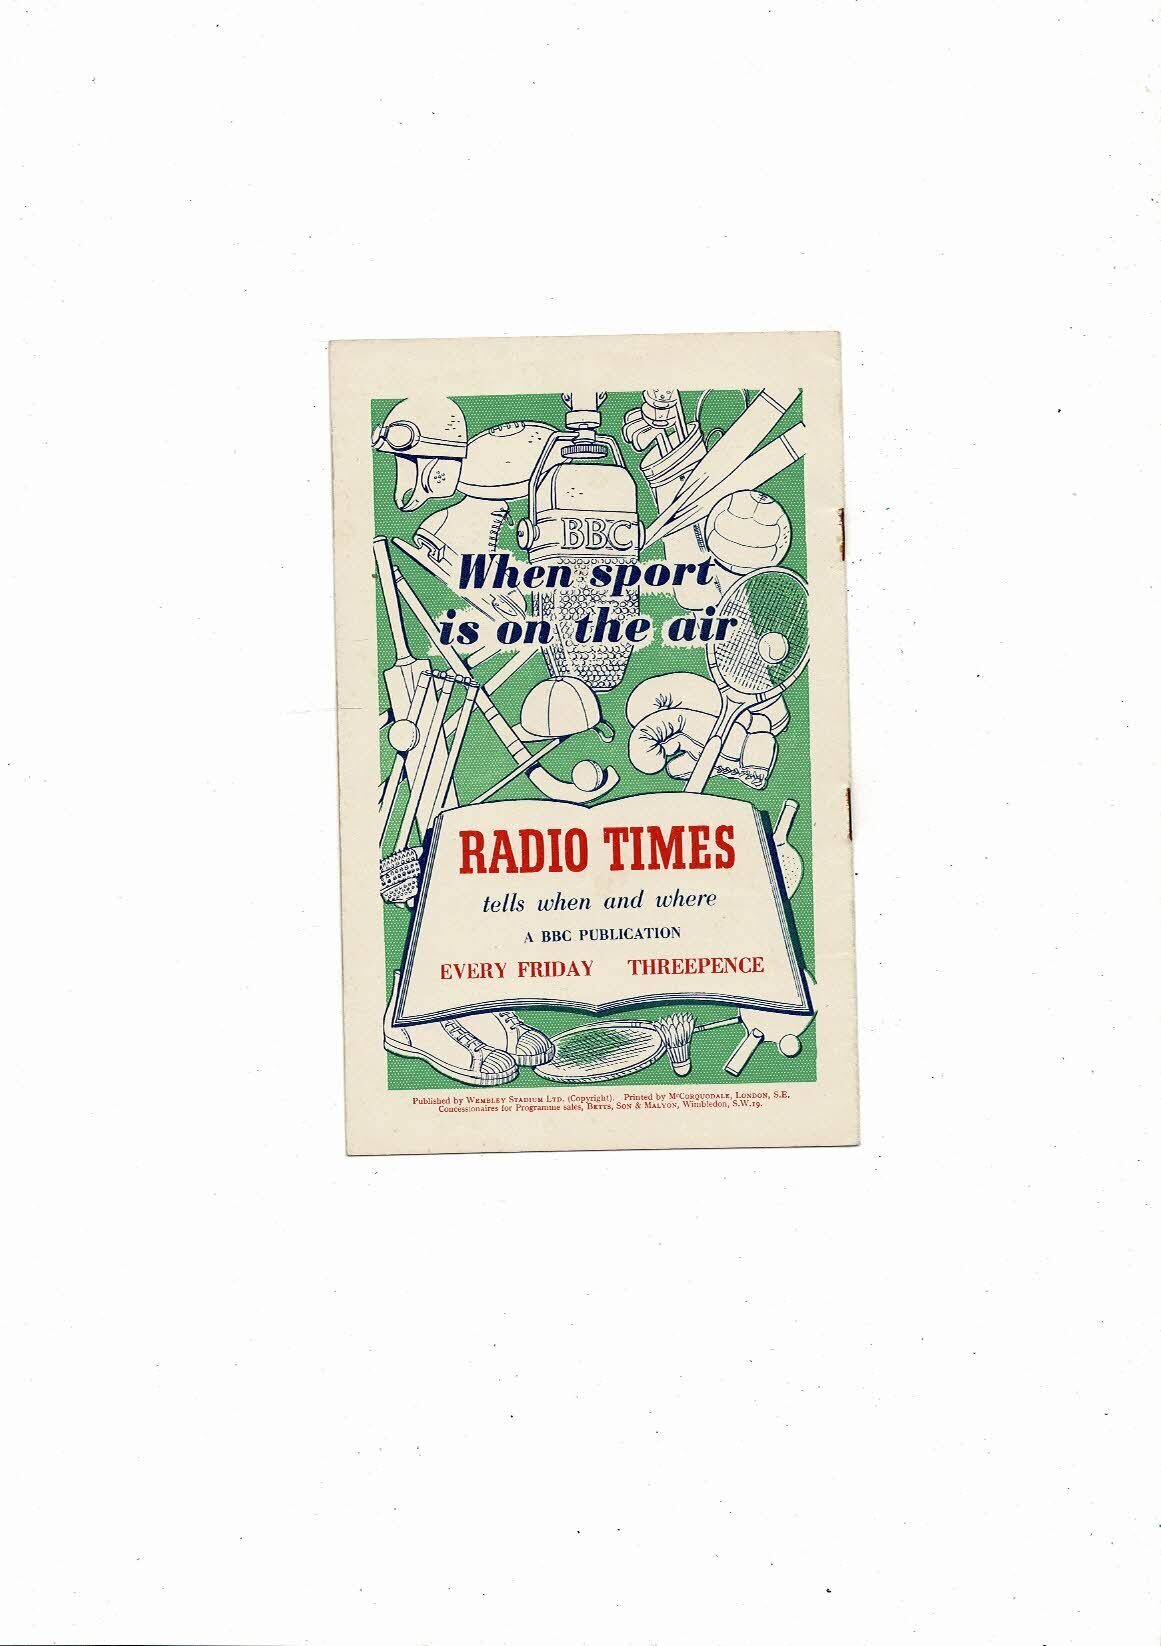 BBC
When sport
is on the air
RADIO TIMES
tells when and where
A BBC PUBLICATION
EVERY FRIDAY THREEPENCE
Published by WEMBLEY STADIUM LTD. (Copyright). Printed by McCORQUODALE, LONDON, S.E.
Concessionaires for Programme sales, BETTS, SON & MALYON, Wimbledon, S.W.19.